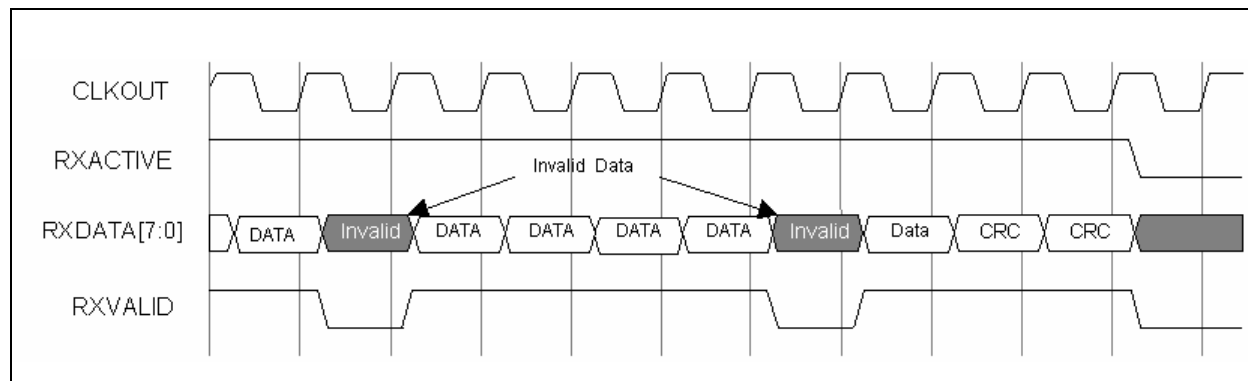 CLKOUT
RXACTIVE
Invalid Data
RXDATA[7:0] DATA Invalid DATA DATA DATA DATA Invalid Data CRC CRC
RXVALID